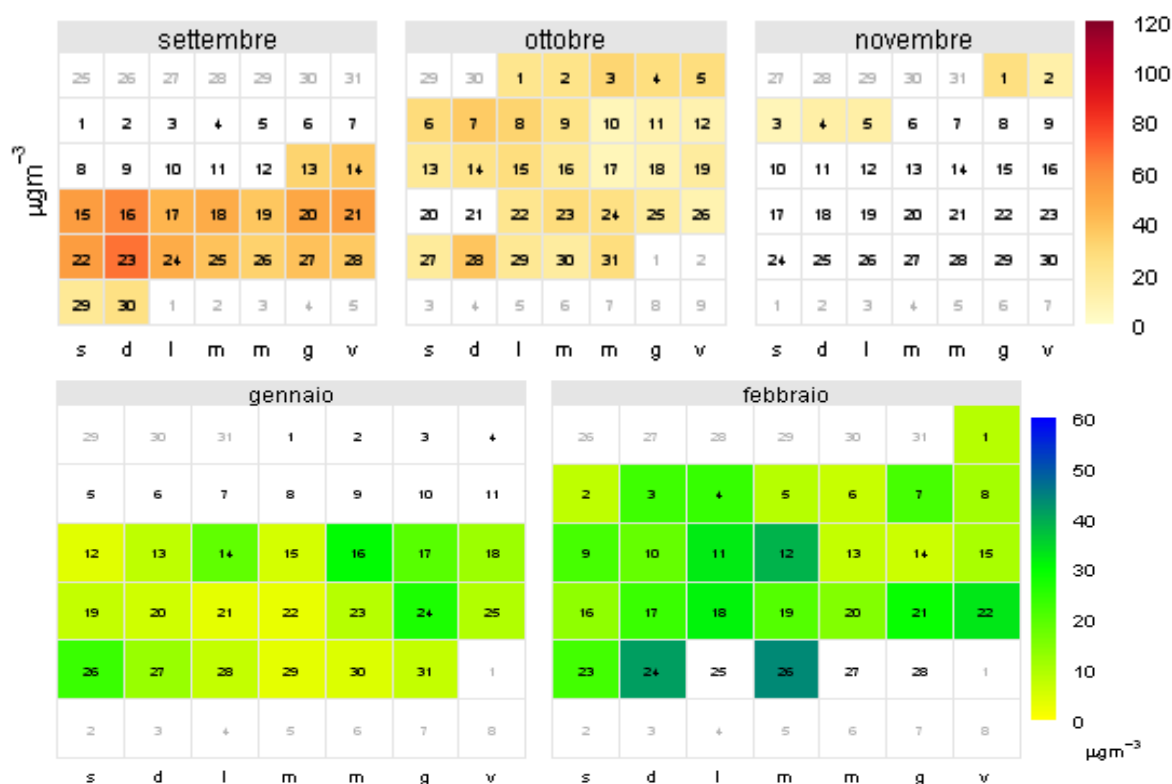 settembre ottobre novembre
25 26 27 28 29 30 31 29 30 1 2 3 4 5 27 28 29 30 31 1 2
1 2 3 4 5 6 7 6 7 8 9 10 11 12 3 4 5 6 7 8 9
8 9 10 11 12 13 14 13 14 15 16 17 18 19 10 11 12 13 14 15 16
15 16 17 18 19 20 21 20 21 22 23 24 25 26 17 18 19 20 21 22 23
22 23 24 25 26 27 28 27 28 29 30 31 1 2 24 25 26 27 28 29 30
29 30 1 2 3 4 5 3 4 5 6 7 8 9 1 2 3 4 5 6 7
s d l m m g v s d l m m g v s d l m m g v
µgm⁻³
120
100
80
60
40
20
0
gennaio febbraio
29 30 31 1 2 3 4 26 27 28 29 30 31 1
5 6 7 8 9 10 11 2 3 4 5 6 7 8
12 13 14 15 16 17 18 9 10 11 12 13 14 15
19 20 21 22 23 24 25 16 17 18 19 20 21 22
26 27 28 29 30 31 1 23 24 25 26 27 28 1
2 3 4 5 6 7 8 2 3 4 5 6 7 8
s d l m m g v s d l m m g v
60
50
40
30
20
10
0
µgm⁻³